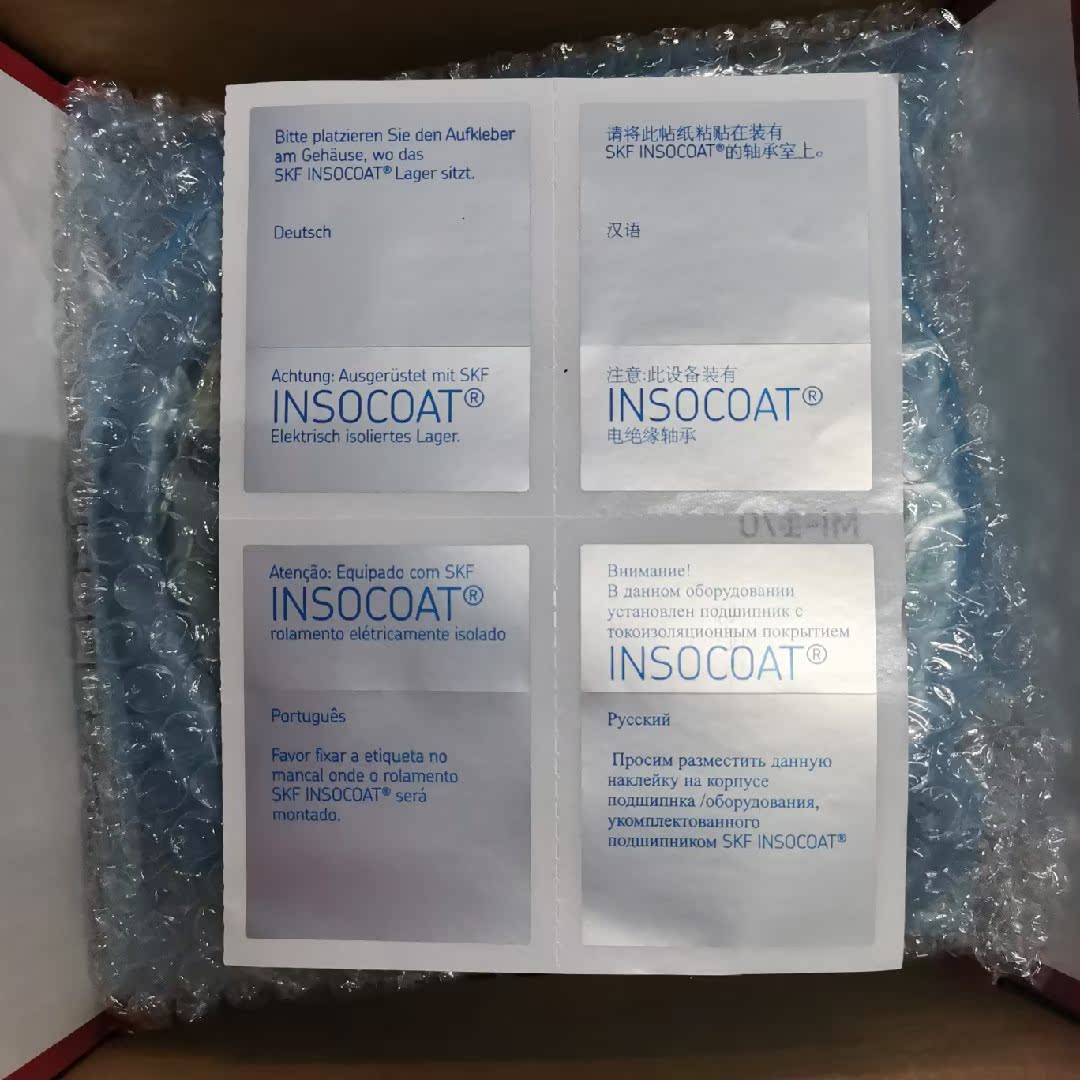 Bitte platzieren Sie den Aufkleber
am Gehäuse, wo das
SKF INSOCOAT® Lager sitzt.
Deutsch
Achtung: Ausgerüstet mit SKF
INSOCOAT®
Elektrisch isoliertes Lager.
请将此帖纸粘贴在装有
SKF INSOCOAT®的轴承室上。
汉语
注意:此设备装有
INSOCOAT®
电绝缘轴承
Atenção: Equipado com SKF
INSOCOAT®
rolamento elétricamente isolado
Português
Favor fixar a etiqueta no
mancal onde o rolamento
SKF INSOCOAT® será
montado.
Внимание!
В данном оборудовании
установлен подшипник с
токоизоляционным покрытием
INSOCOAT®
Русский
Просим разместить данную
наклейку на корпусе
подшипнка /оборудования,
укомплектованного
подшипником SKF INSOCOAT®